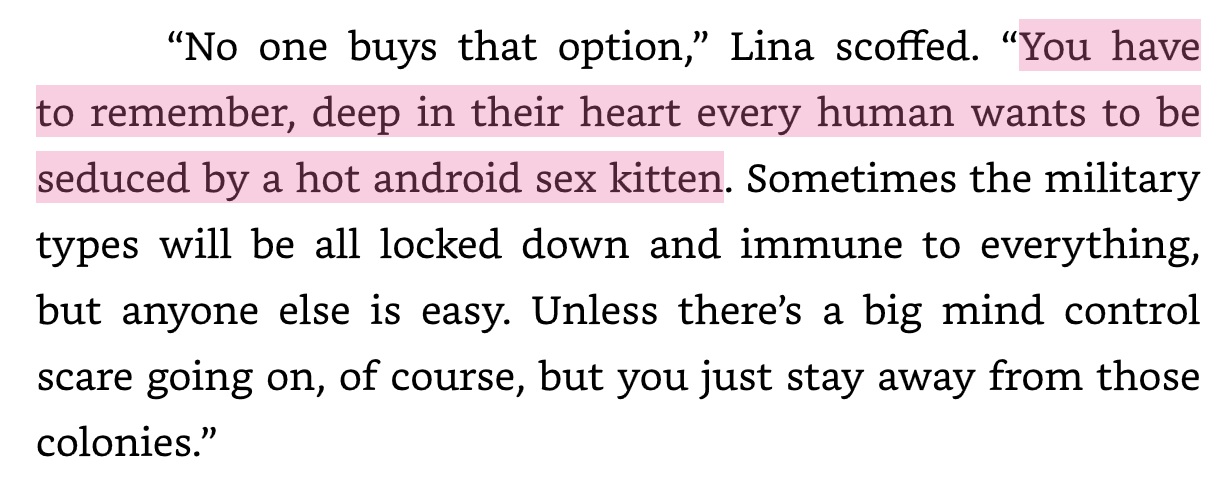 “No one buys that option,” Lina scoffed. “You have
to remember, deep in their heart every human wants to be
seduced by a hot android sex kitten. Sometimes the military
types will be all locked down and immune to everything,
but anyone else is easy. Unless there’s a big mind control
scare going on, of course, but you just stay away from those
colonies.”